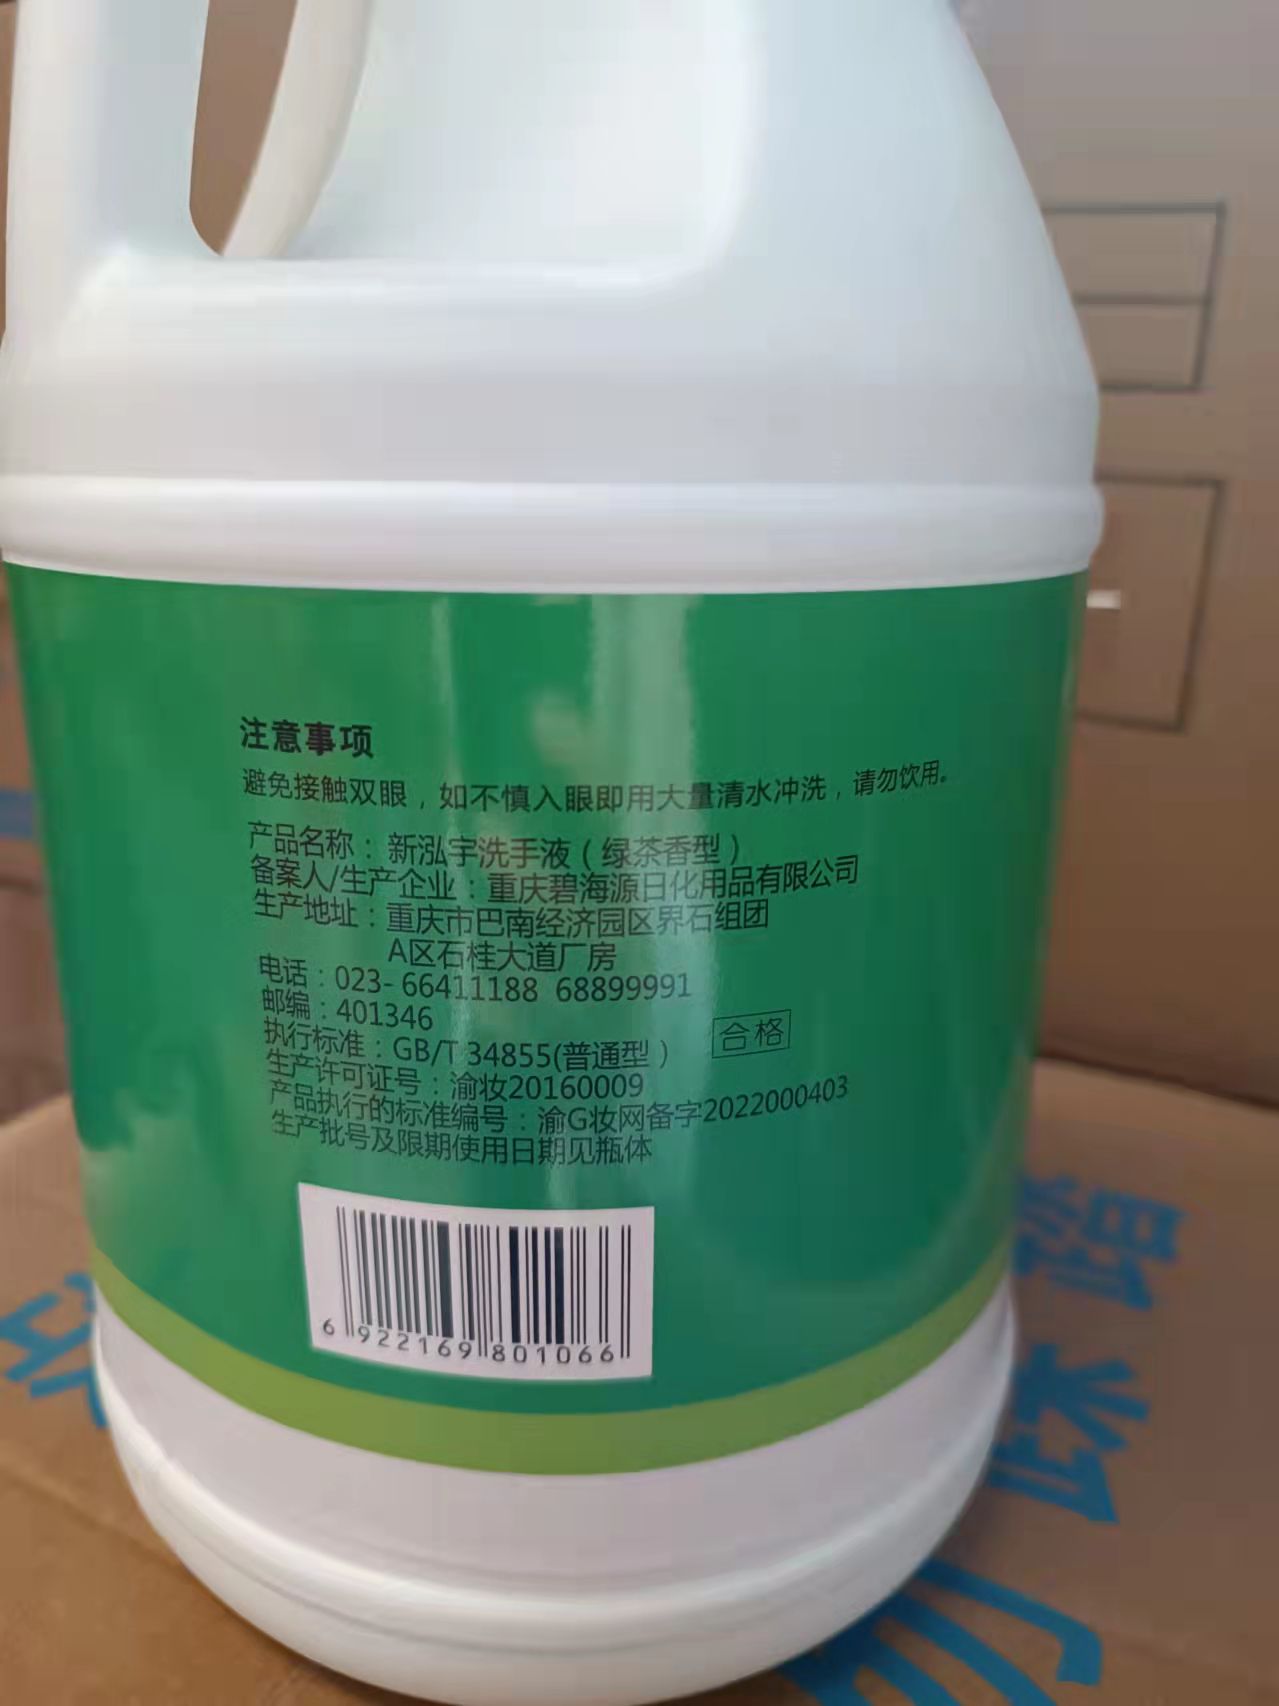 注意事项
避免接触双眼，如不慎入眼即用大量清水冲洗，请勿饮用。
产品名称：新泓宇洗手液（绿茶香型）
备案人/生产企业：重庆碧海源日化用品有限公司
生产地址：重庆市巴南经济园区界石组团
A区石桂大道厂房
电话：023-66411188 68899991
邮编：401346
执行标准：GB/T 34855(普通型）
合格
生产许可证号：渝妆20160009
产品执行的标准编号：渝G妆网备字2022000403
生产批号及限期使用日期见瓶体
6 922169 801066